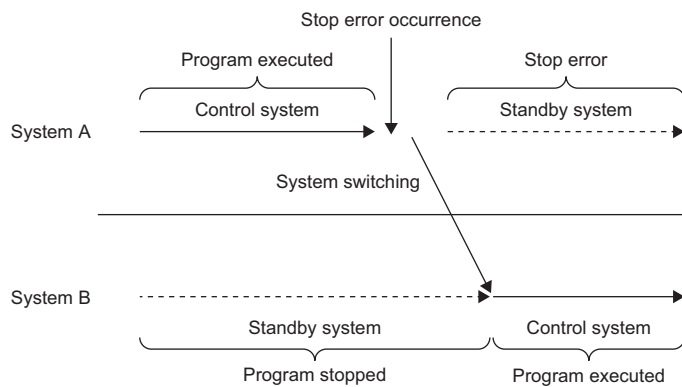 Stop error occurrence
Program executed
Stop error
Control system
Standby system
System A
System switching
System B
Standby system
Control system
Program stopped
Program executed